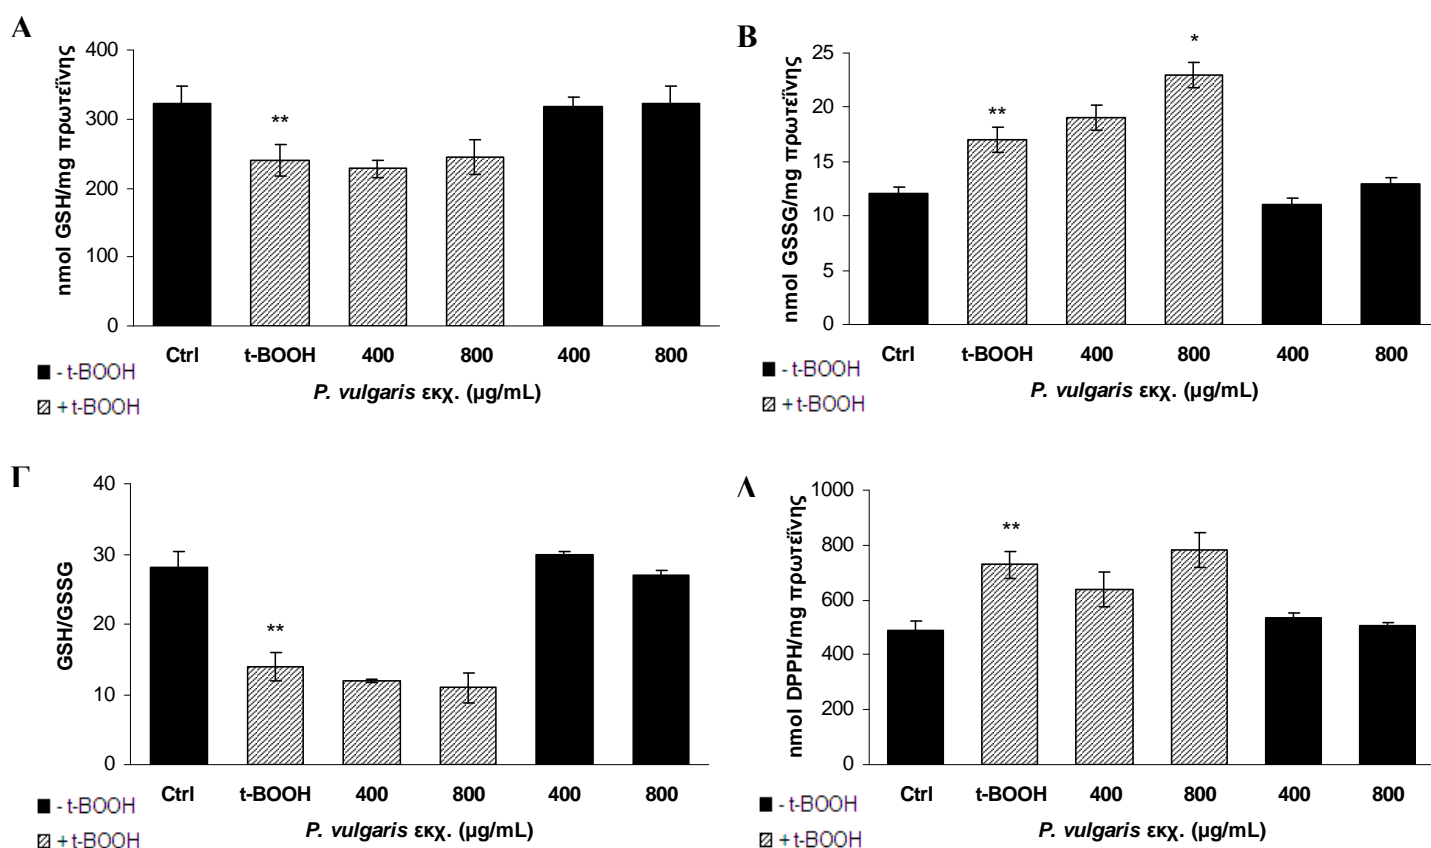 Α
nmol GSH/mg πρωτεΐνης
400
300
200
100
0
**
Ctrl t-BOOH 400 800 400 800
- t-BOOH
+ t-BOOH
P. vulgaris εκχ. (μg/mL)
Β
nmol GSSG/mg πρωτεΐνης
25
20
15
10
5
0
**
*
Ctrl t-BOOH 400 800 400 800
- t-BOOH
+ t-BOOH
P. vulgaris εκχ. (μg/mL)
Γ
GSH/GSSG
40
30
20
10
0
**
Ctrl t-BOOH 400 800 400 800
- t-BOOH
+ t-BOOH
P. vulgaris εκχ. (μg/mL)
Δ
nmol DPPH/mg πρωτεΐνης
1000
800
600
400
200
0
**
Ctrl t-BOOH 400 800 400 800
- t-BOOH
+ t-BOOH
P. vulgaris εκχ. (μg/mL)